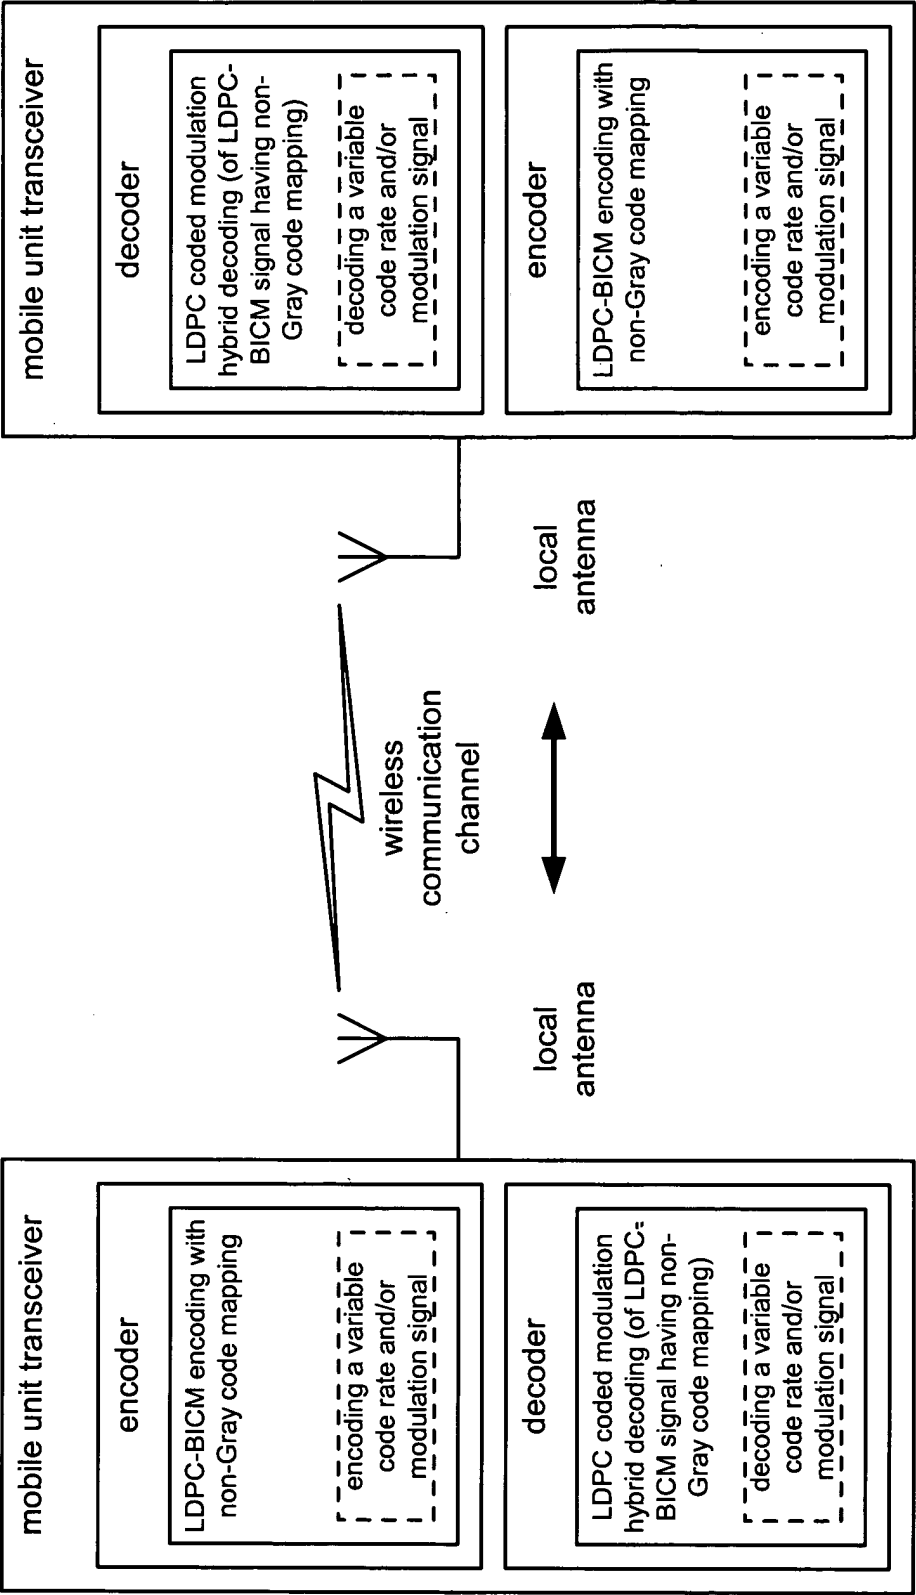 mobile unit transceiver
encoder
LDPC-BICM encoding with
non-Gray code mapping
encoding a variable
code rate and/or
modulation signal
decoder
LDPC coded modulation
hybrid decoding (of LDPC-
BICM signal having non-
Gray code mapping)
decoding a variable
code rate and/or
modulation signal
local
antenna
wireless
communication
channel
local
antenna
mobile unit transceiver
decoder
LDPC coded modulation
hybrid decoding (of LDPC-
BICM signal having non-
Gray code mapping)
decoding a variable
code rate and/or
modulation signal
encoder
LDPC-BICM encoding with
non-Gray code mapping
encoding a variable
code rate and/or
modulation signal